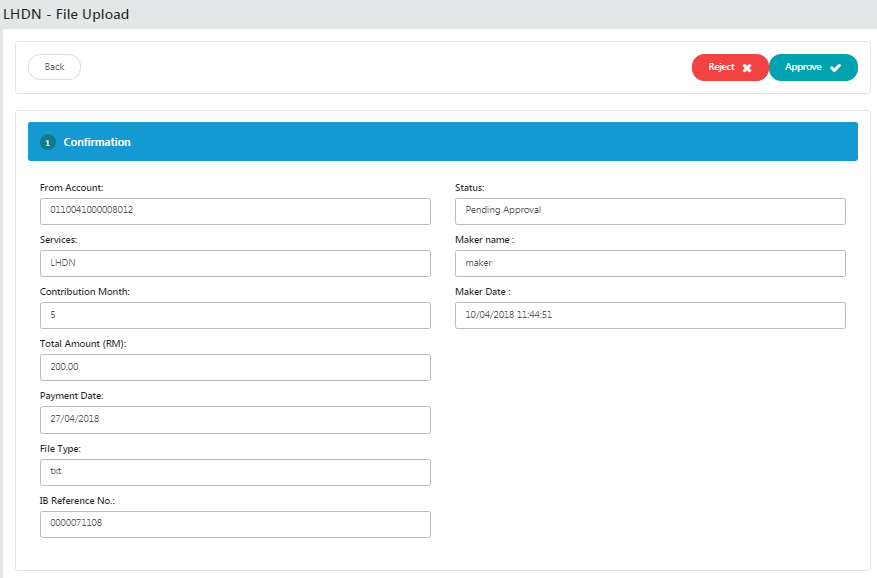 LHDN - File Upload
Back
Reject
Approve
1 Confirmation
From Account:
0110041000008012
Services:
LHDN
Contribution Month:
5
Total Amount (RM):
200.00
Payment Date:
27/04/2018
File Type:
txt
IB Reference No.:
0000071108
Status:
Pending Approval
Maker name :
maker
Maker Date :
10/04/2018 11:44:51